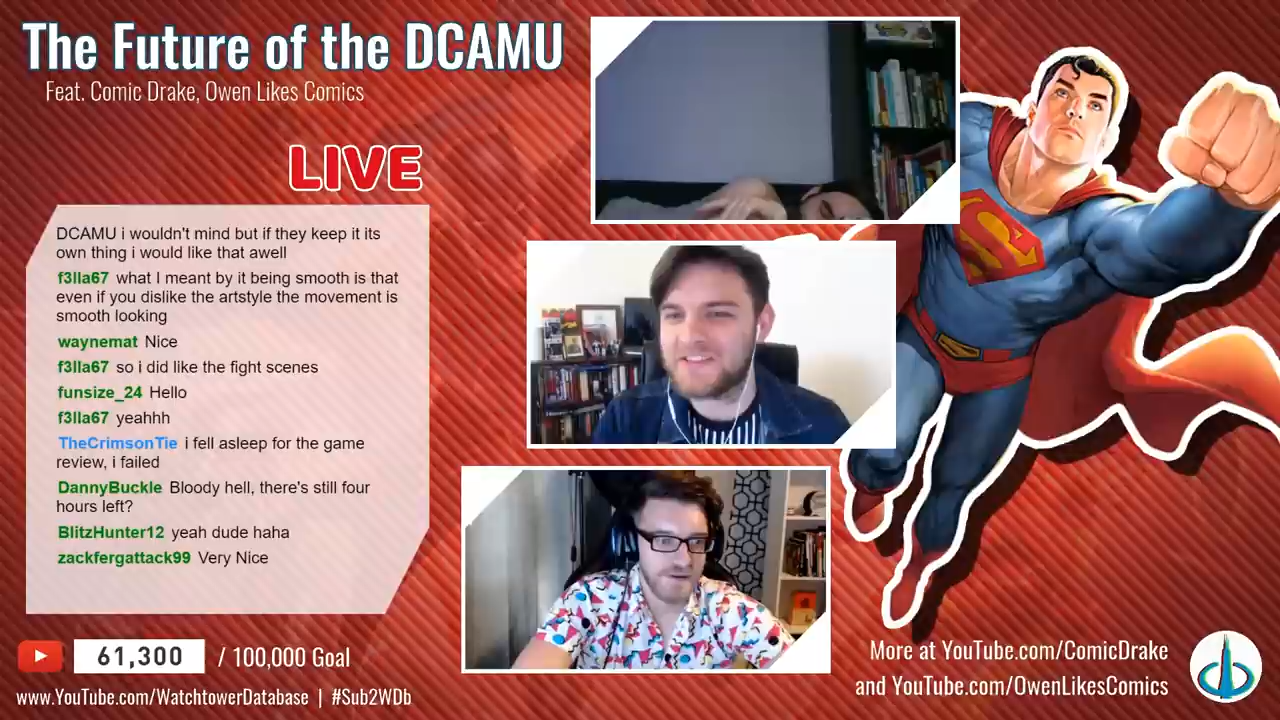 The Future of the DCAMU
Feat. Comic Drake, Owen Likes Comics
LIVE
DCAMU i wouldn't mind but if they keep it its
own thing i would like that awell
f3lla67 what I meant by it being smooth is that
even if you dislike the artstyle the movement is
smooth looking
waynemat Nice
f3lla67 so i did like the fight scenes
funsize_24 Hello
f3lla67 yeahhh
TheCrimsonTie i fell asleep for the game
review, i failed
DannyBuckle Bloody hell, there's still four
hours left?
BlitzHunter12 yeah dude haha
zackfergattack99 Very Nice
61,300 / 100,000 Goal
www.YouTube.com/WatchtowerDatabase | #Sub2WDb
More at YouTube.com/ComicDrake
and YouTube.com/OwenLikesComics